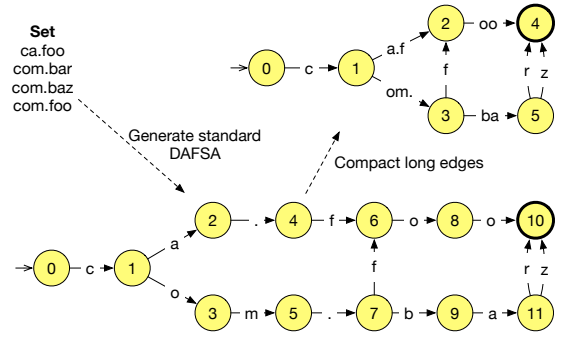 Set
ca.foo
com.bar
com.baz
com.foo
0 c 1 a.f 2 oo 4
om. f r z
3 ba 5
Generate standard
DAFSA
Compact long edges
2 . 4 f 6 o 8 o 10
a
0 c 1 f r z
o
3 m 5 . 7 b 9 a 11